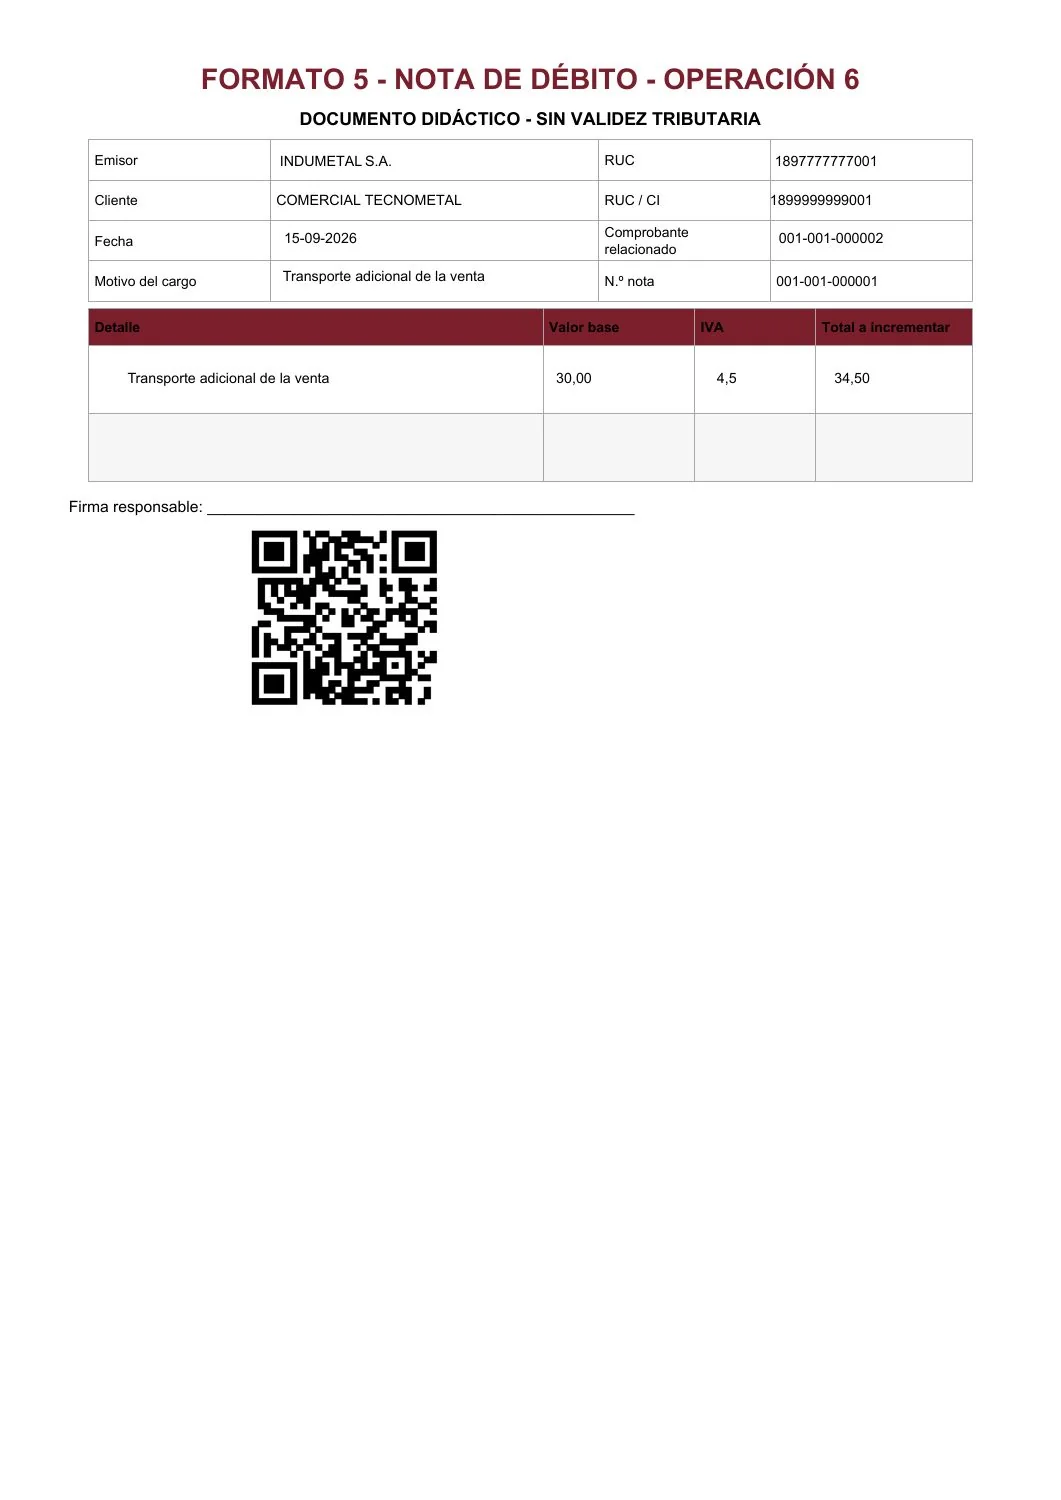 FORMATO 5 - NOTA DE DÉBITO - OPERACIÓN 6
DOCUMENTO DIDÁCTICO - SIN VALIDEZ TRIBUTARIA
Emisor INDUMETAL S.A. RUC 1897777777001
Cliente COMERCIAL TECNOMETAL RUC / CI 1899999999001
Fecha 15-09-2026 Comprobante relacionado 001-001-000002
Motivo del cargo Transporte adicional de la venta N.º nota 001-001-000001
Detalle Valor base IVA Total a incrementar
Transporte adicional de la venta 30,00 4,5 34,50
Firma responsable: ___________________________________________________